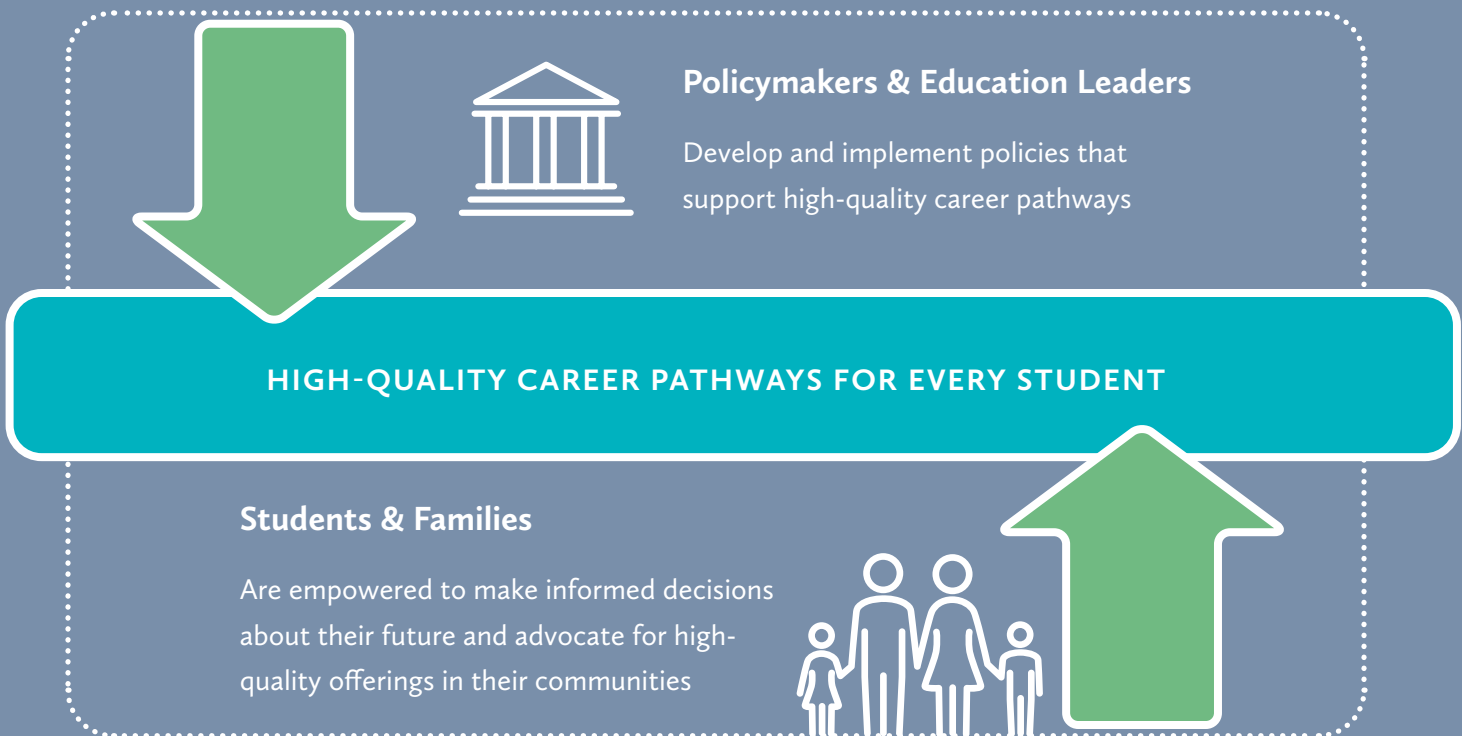 Policymakers & Education Leaders
Develop and implement policies that
support high-quality career pathways
HIGH-QUALITY CAREER PATHWAYS FOR EVERY STUDENT
Students & Families
Are empowered to make informed decisions
about their future and advocate for high-
quality offerings in their communities